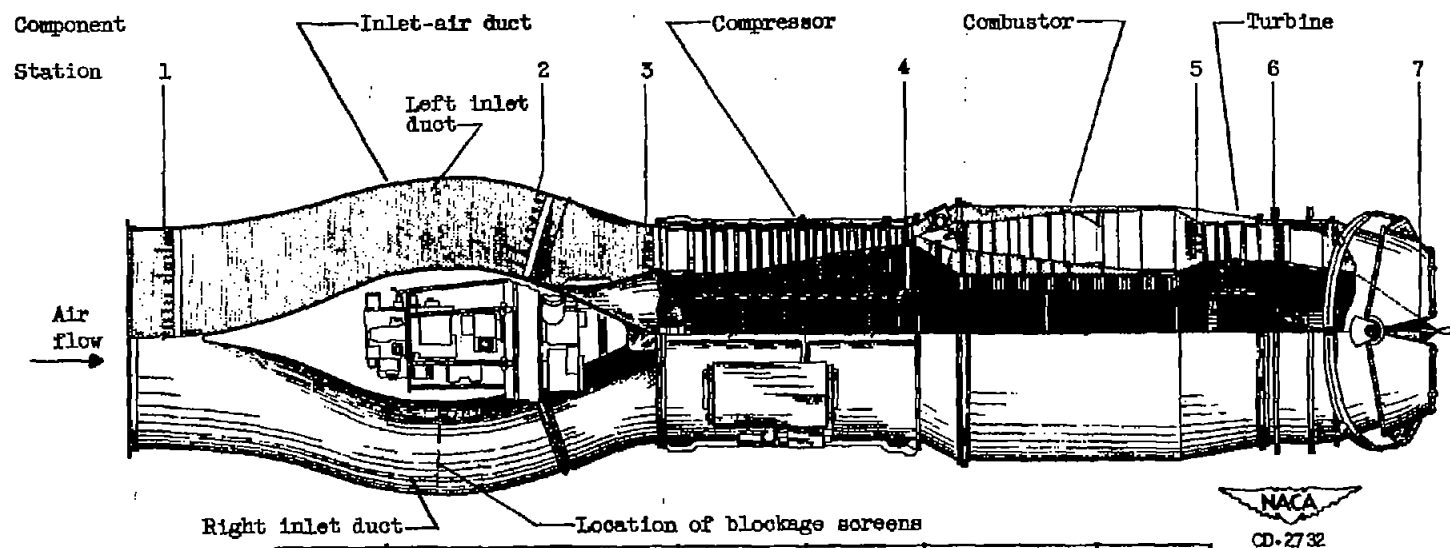 Component Inlet-air duct Compressor Combustor Turbine
Station 1 2 3 4 5 6 7
Left inlet
duct
Air
flow
Right inlet duct Location of blockage screens
NACA
CD-2732